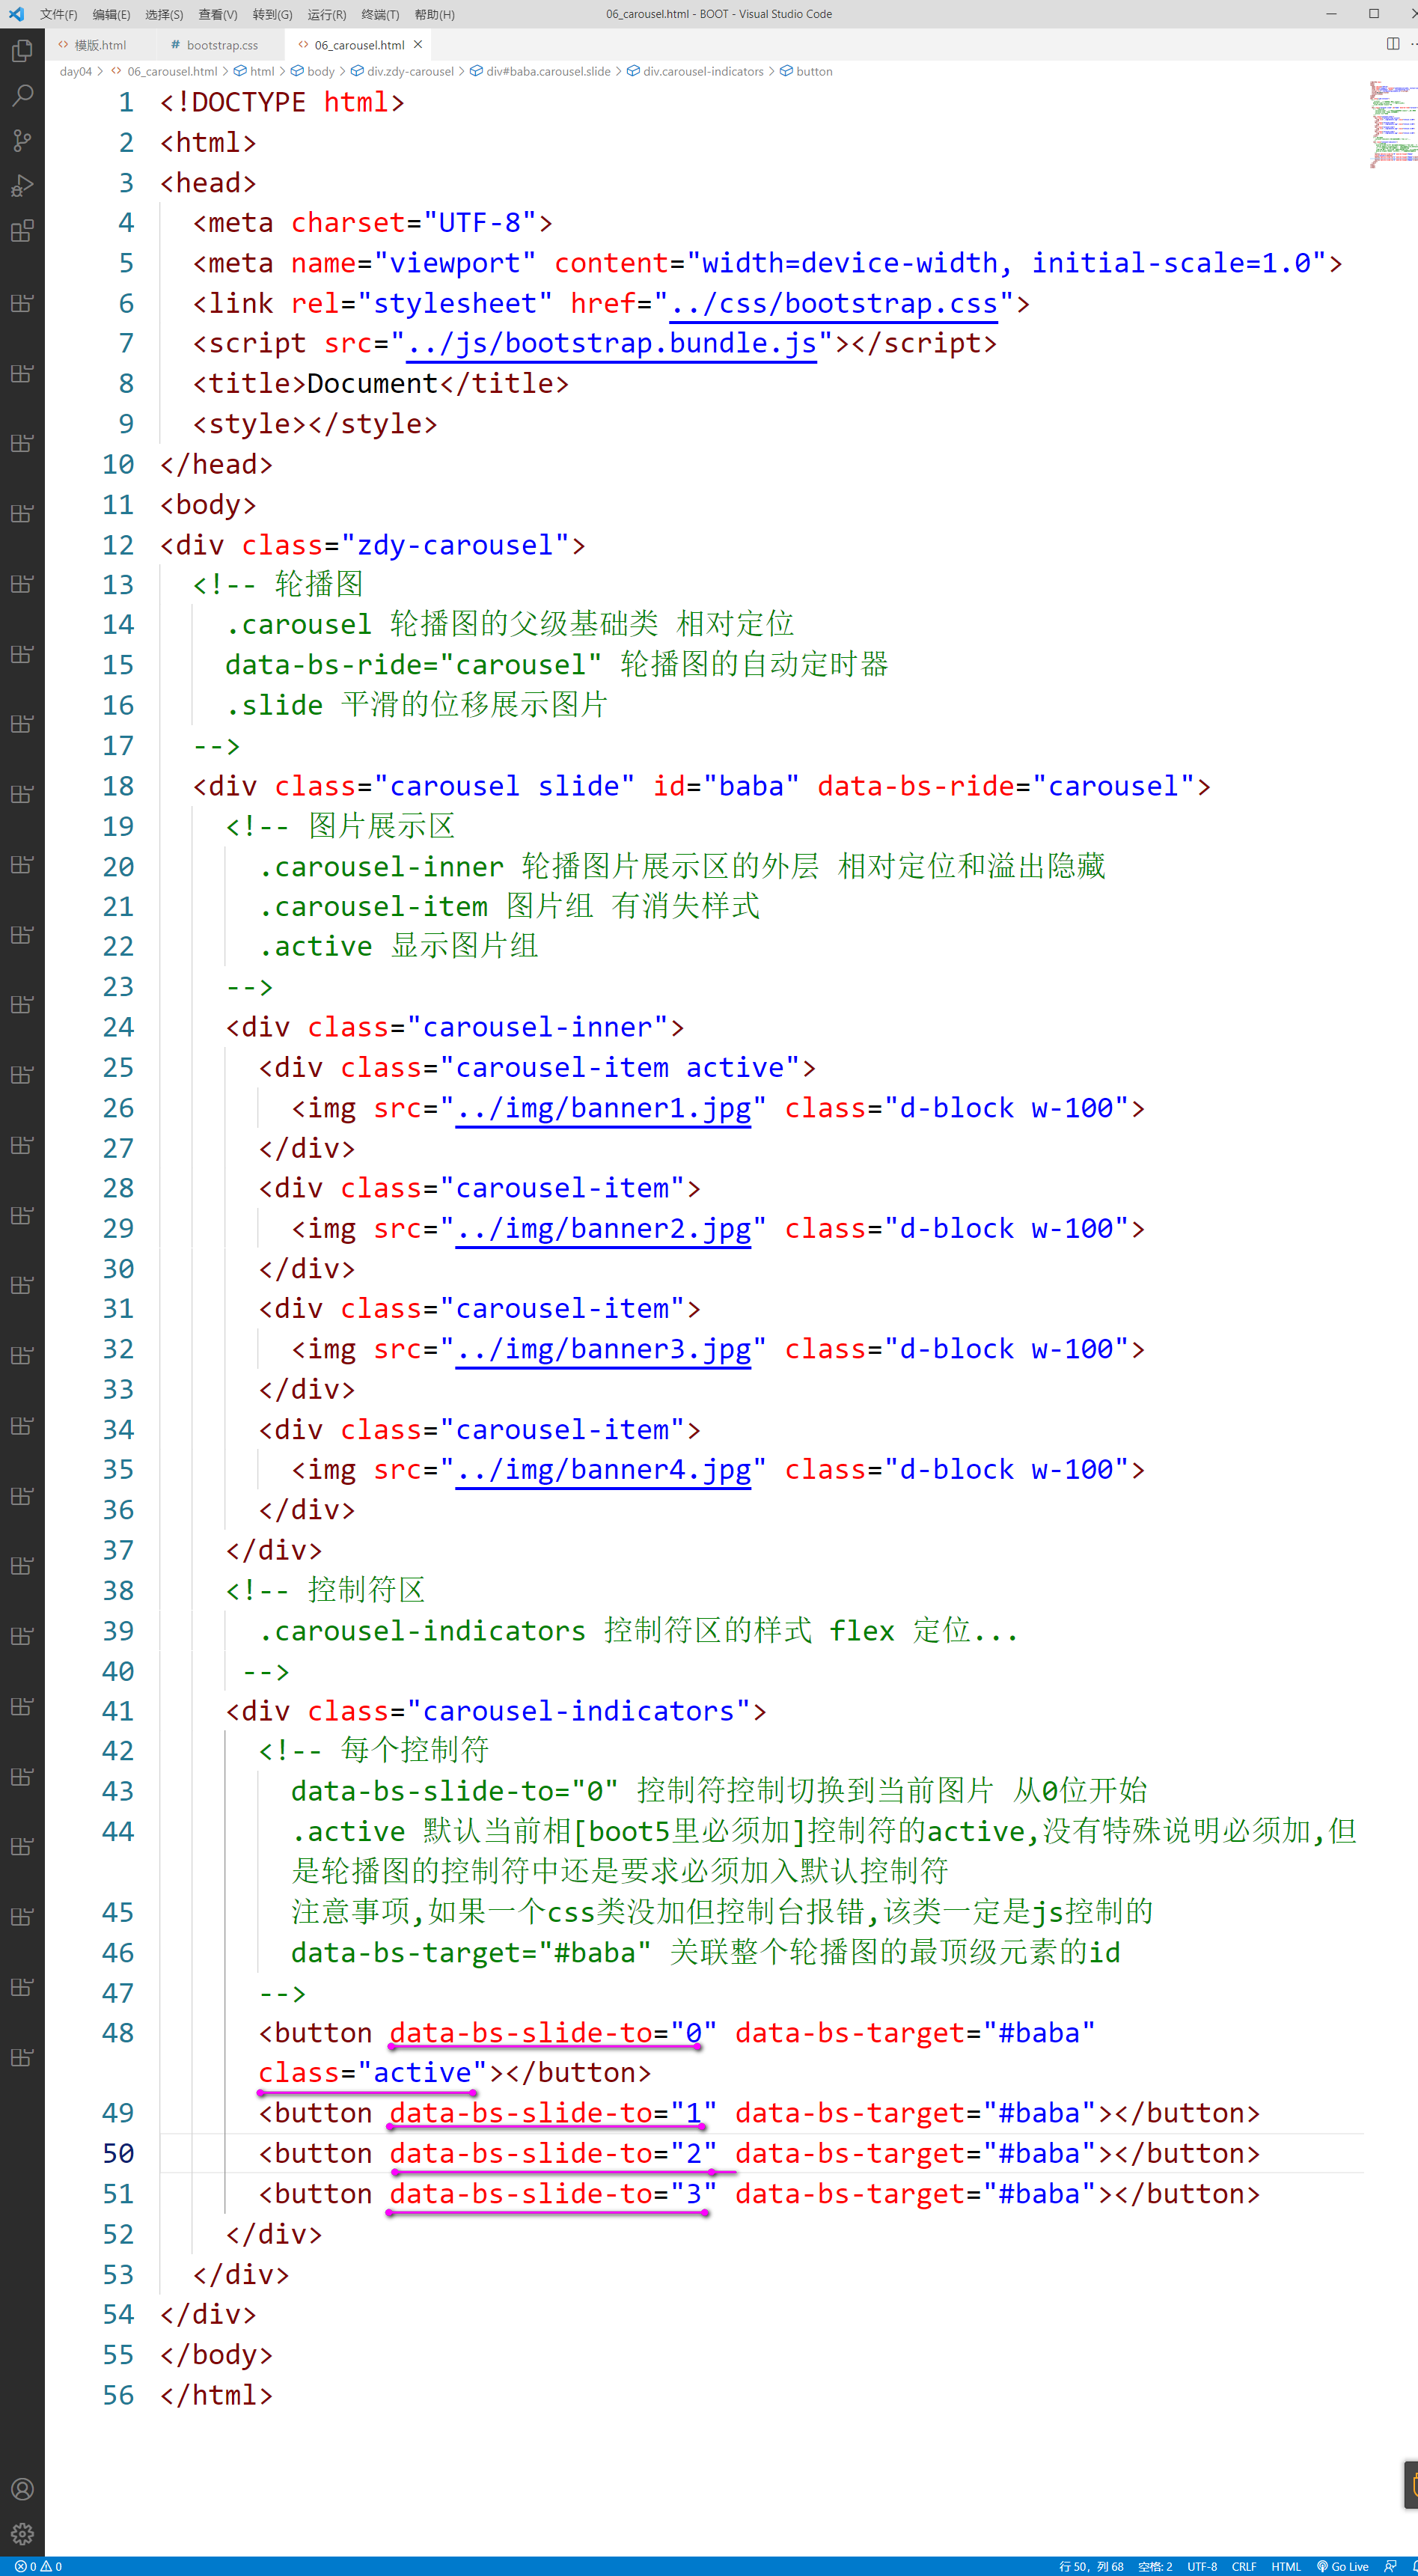 文件(F) 编辑(E) 选择(S) 查看(V) 转到(G) 运行(R) 终端(T) 帮助(H) 06_carousel.html - BOOT - Visual Studio Code
模版.html bootstrap.css 06_carousel.html
day04 > 06_carousel.html > html > body > div.zdy-carousel > div#baba.carousel.slide > div.carousel-indicators > button
1 <!DOCTYPE html>
2 <html>
3 <head>
4 <meta charset="UTF-8">
5 <meta name="viewport" content="width=device-width, initial-scale=1.0">
6 <link rel="stylesheet" href="../css/bootstrap.css">
7 <script src="../js/bootstrap.bundle.js"></script>
8 <title>Document</title>
9 <style></style>
10 </head>
11 <body>
12 <div class="zdy-carousel">
13 <!-- 轮播图
14 .carousel 轮播图的父级基础类 相对定位
15 data-bs-ride="carousel" 轮播图的自动定时器
16 .slide 平滑的位移展示图片
17 -->
18 <div class="carousel slide" id="baba" data-bs-ride="carousel">
19 <!-- 图片展示区
20 .carousel-inner 轮播图片展示区的外层 相对定位和溢出隐藏
21 .carousel-item 图片组 有消失样式
22 .active 显示图片组
23 -->
24 <div class="carousel-inner">
25 <div class="carousel-item active">
26 <img src="../img/banner1.jpg" class="d-block w-100">
27 </div>
28 <div class="carousel-item">
29 <img src="../img/banner2.jpg" class="d-block w-100">
30 </div>
31 <div class="carousel-item">
32 <img src="../img/banner3.jpg" class="d-block w-100">
33 </div>
34 <div class="carousel-item">
35 <img src="../img/banner4.jpg" class="d-block w-100">
36 </div>
37 </div>
38 <!-- 控制符区
39 .carousel-indicators 控制符区的样式 flex 定位...
40 -->
41 <div class="carousel-indicators">
42 <!-- 每个控制符
43 data-bs-slide-to="0" 控制符控制切换到当前图片 从0位开始
44 .active 默认当前相[boot5里必须加]控制符的active,没有特殊说明必须加,但
是轮播图的控制符中还是要求必须加入默认控制符
45 注意事项,如果一个css类没加但控制台报错,该类一定是js控制的
46 data-bs-target="#baba" 关联整个轮播图的最顶级元素的id
47 -->
48 <button data-bs-slide-to="0" data-bs-target="#baba"
class="active"></button>
49 <button data-bs-slide-to="1" data-bs-target="#baba"></button>
50 <button data-bs-slide-to="2" data-bs-target="#baba"></button>
51 <button data-bs-slide-to="3" data-bs-target="#baba"></button>
52 </div>
53 </div>
54 </div>
55 </body>
56 </html>
0 0 行 50, 列 68 空格: 2 UTF-8 CRLF HTML Go Live